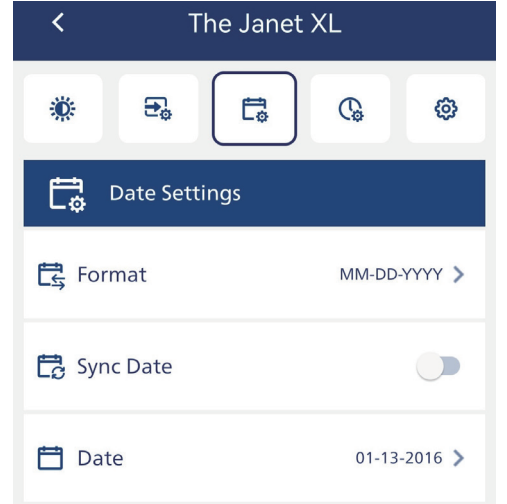 The Janet XL
Date Settings
Format MM-DD-YYYY
Sync Date
Date 01-13-2016